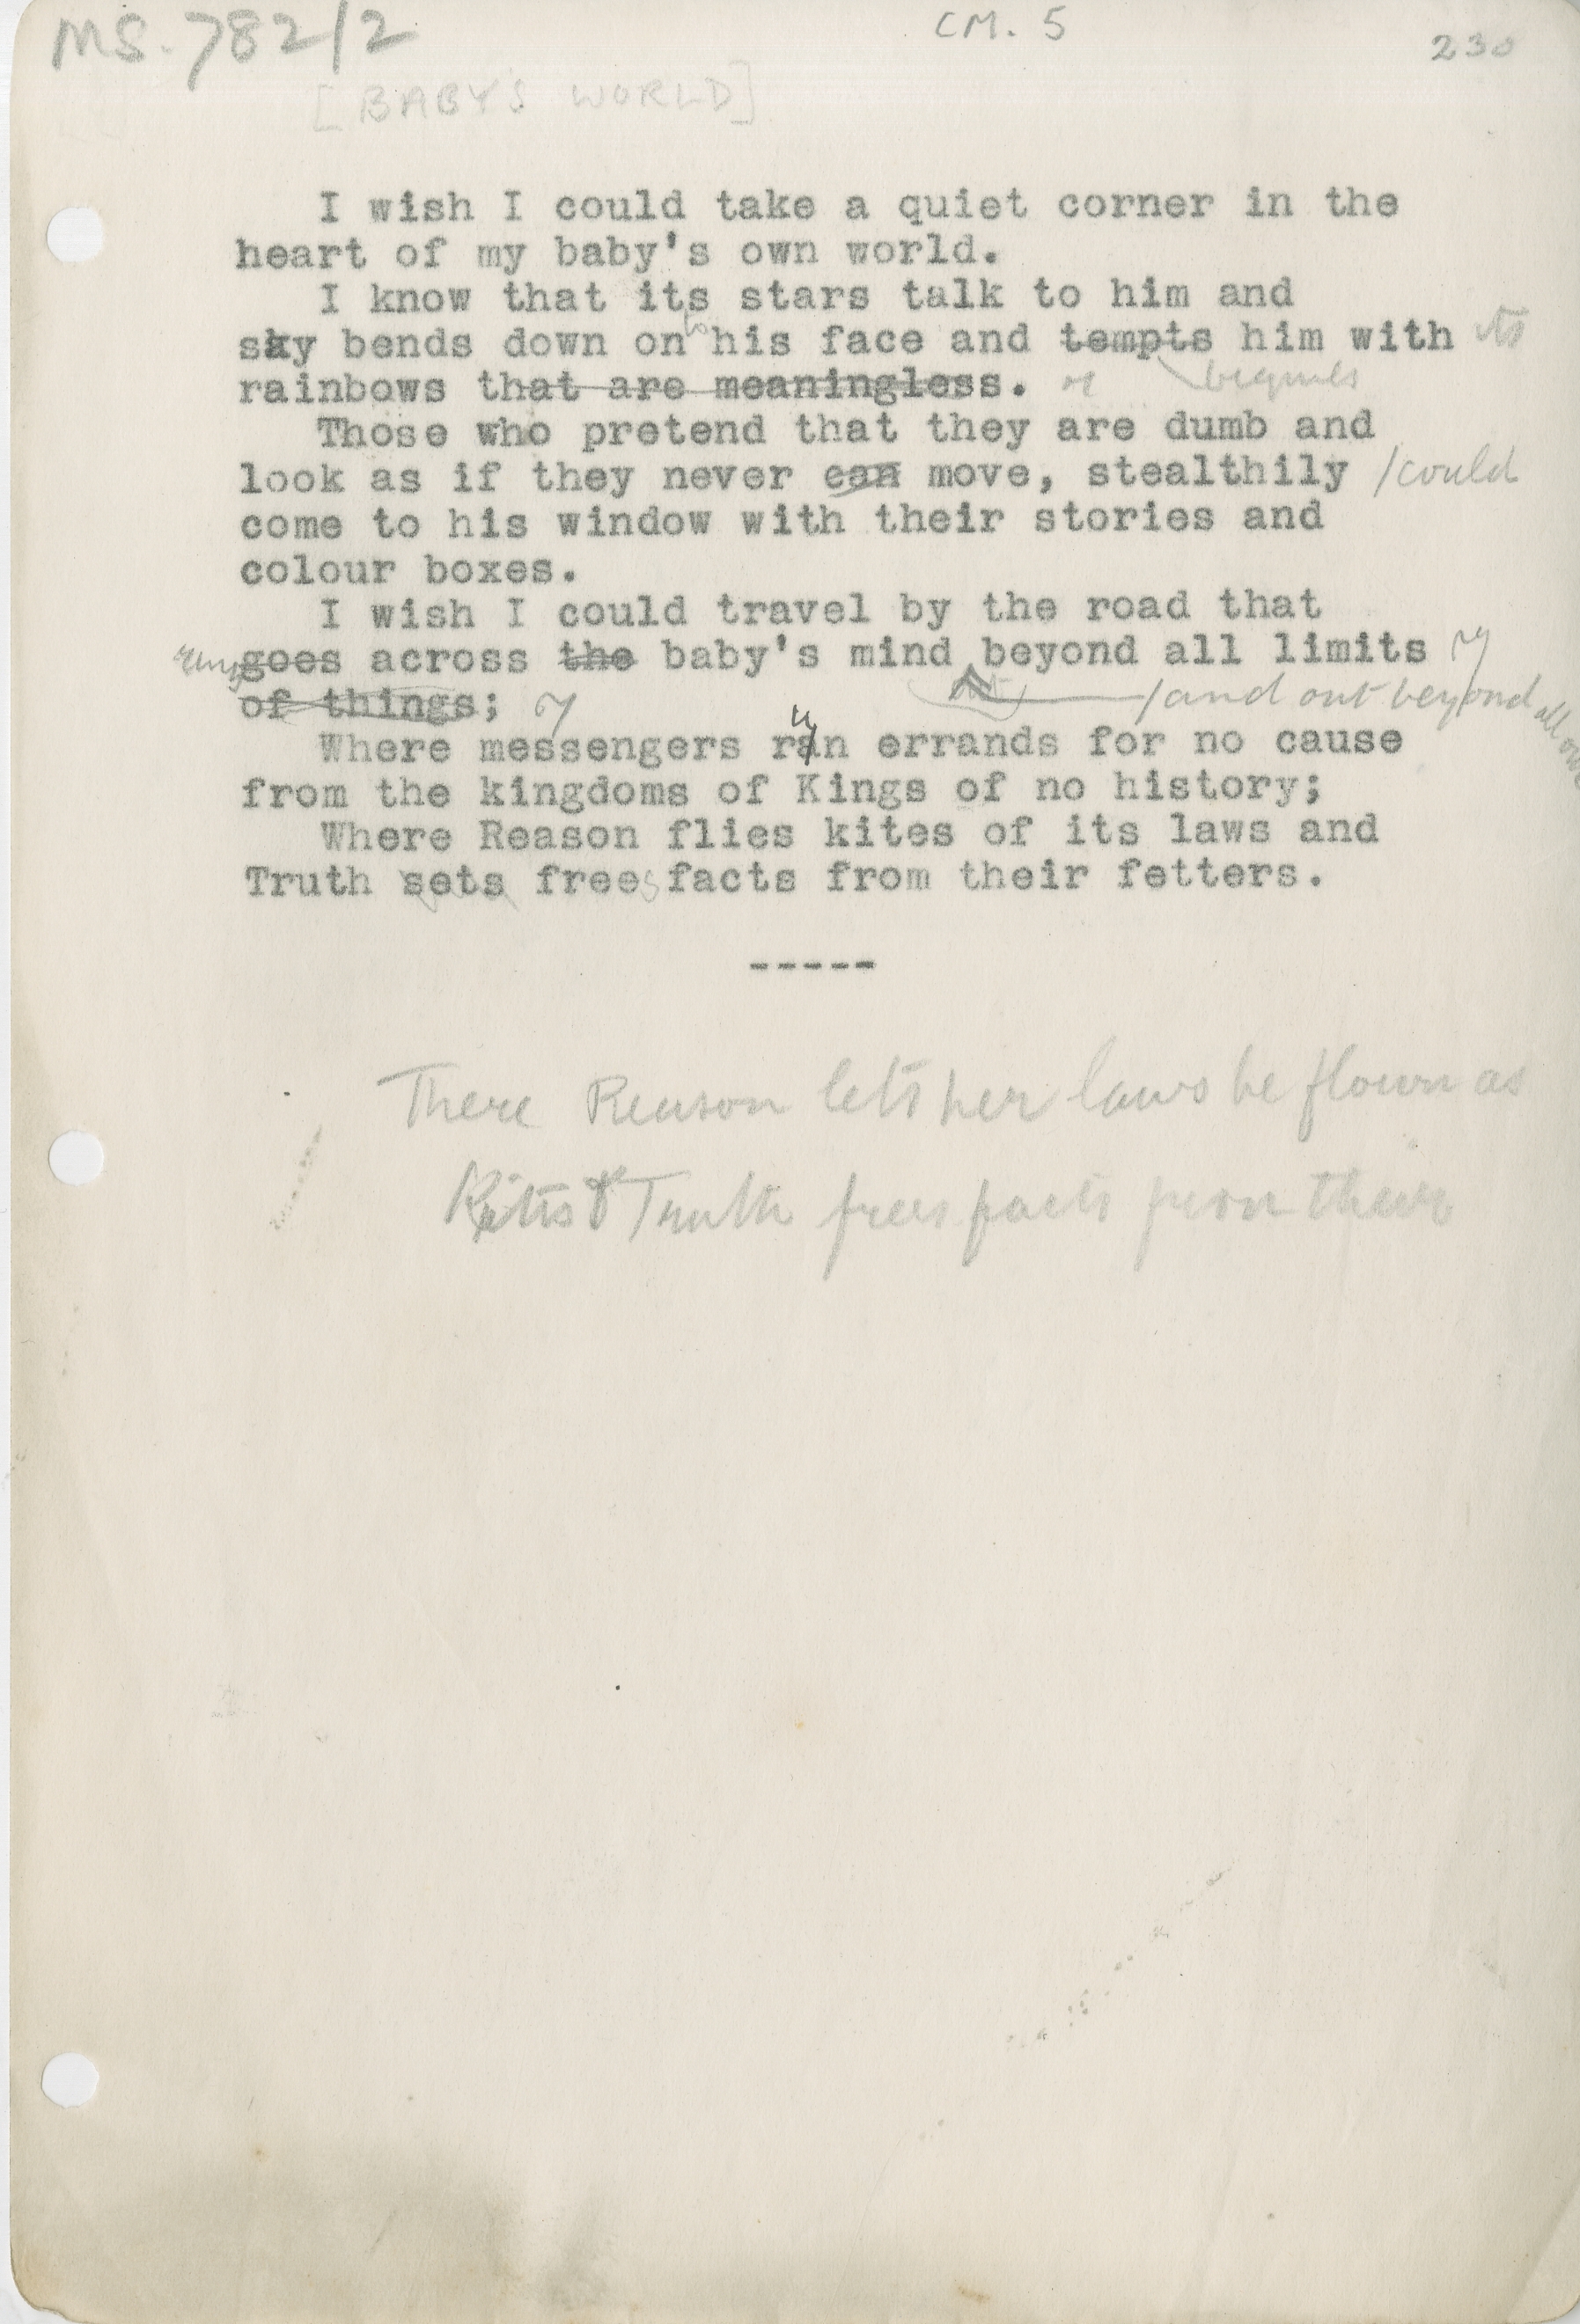 MS. 782/2
CM. 5
230
[BABY'S WORLD]
I wish I could take a quiet corner in the
heart of my baby's own world.
I know that its stars talk to him and
sky bends down on to his face and tempts him with its
rainbows that are meaningless. beguiles
Those who pretend that they are dumb and
look as if they never can move, stealthily /could
come to his window with their stories and
colour boxes.
I wish I could travel by the road that
runs goes across the baby's mind beyond all limits
of things; /and out beyond all
Where messengers run errands for no cause
from the kingdoms of Kings of no history;
Where Reason flies kites of its laws and
Truth sets frees facts from their fetters.
-----
There Reason lets her laws be flown as
Kites & Truth frees facts from their